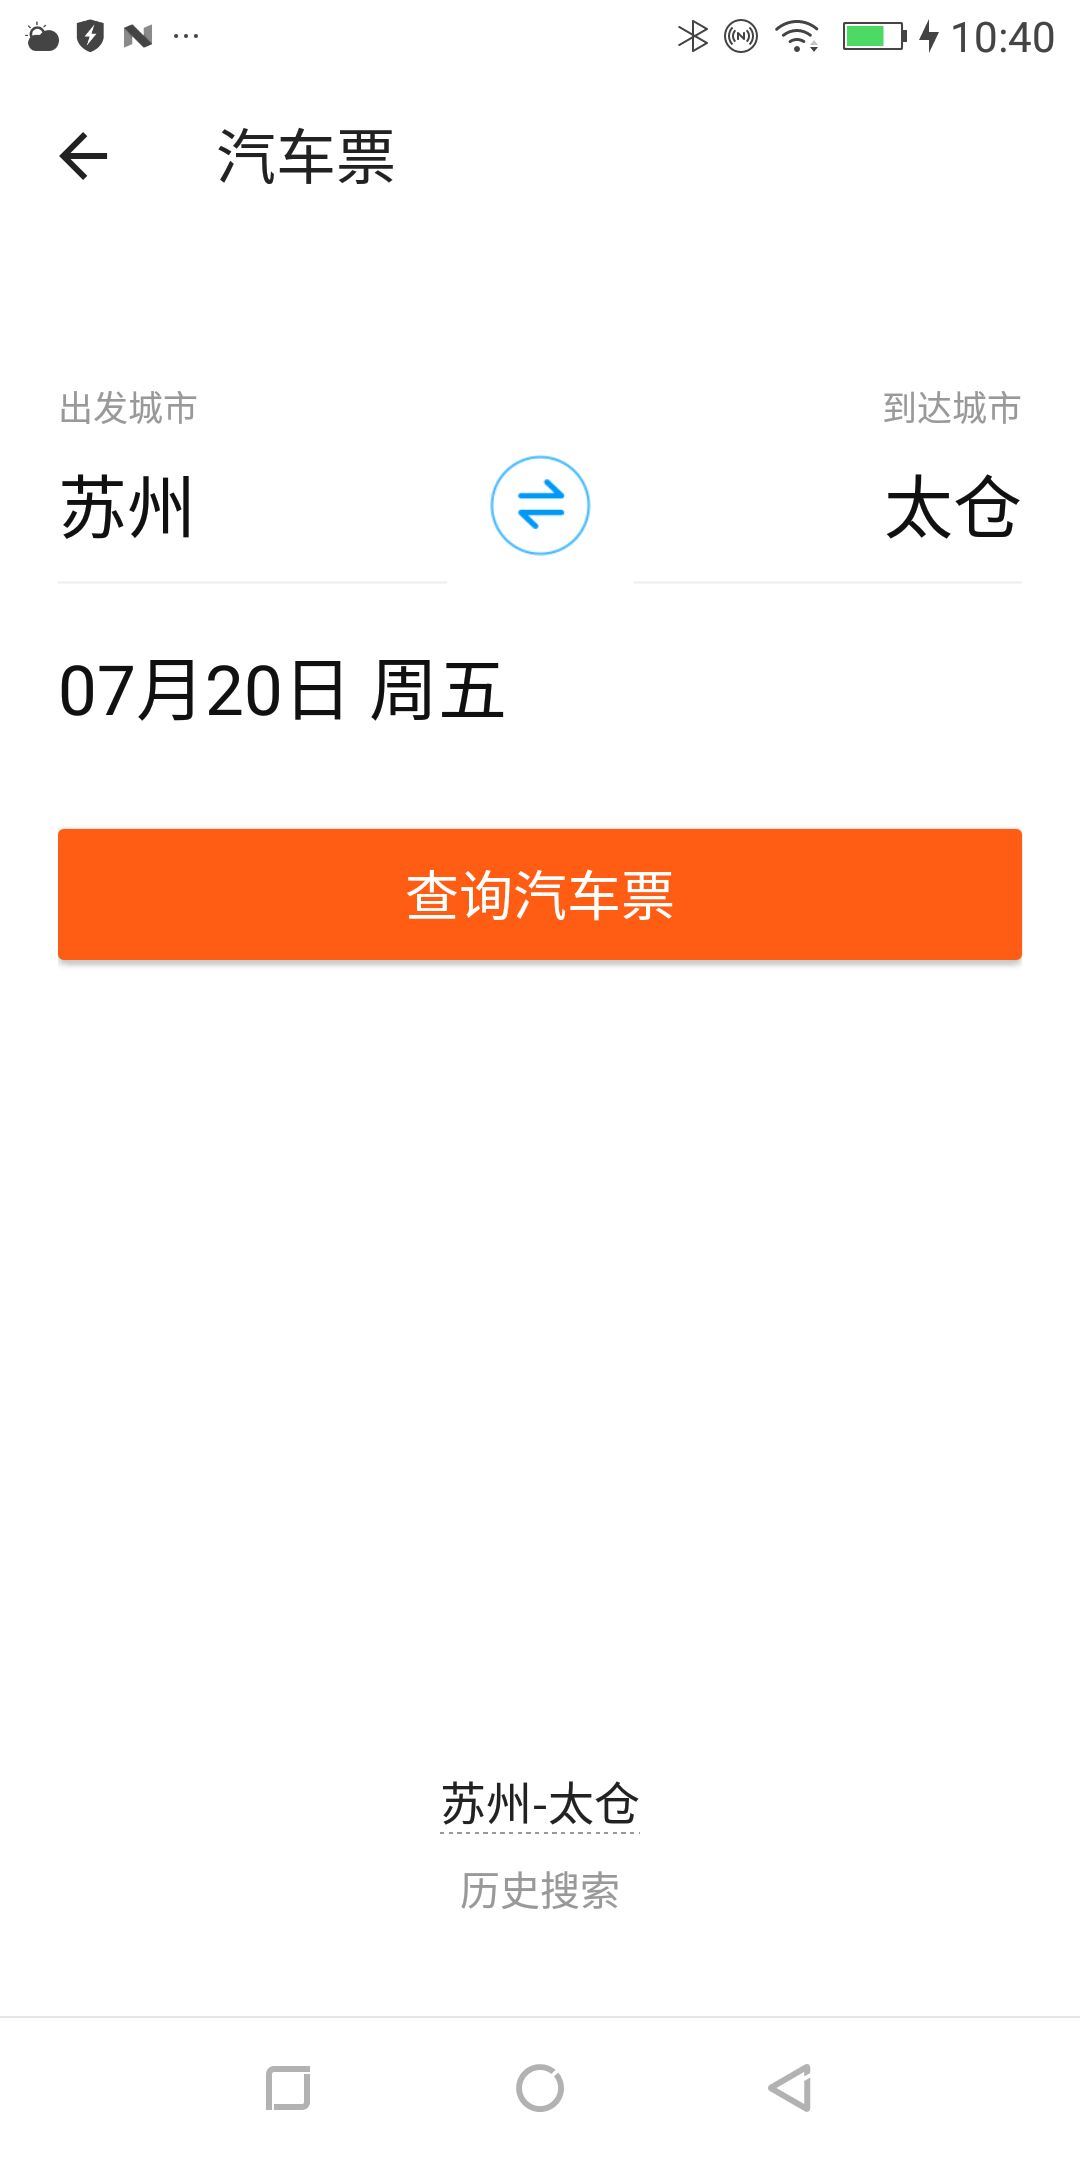 10:40
汽车票
出发城市 到达城市
苏州 太仓
07月20日 周五
查询汽车票
苏州-太仓
历史搜索